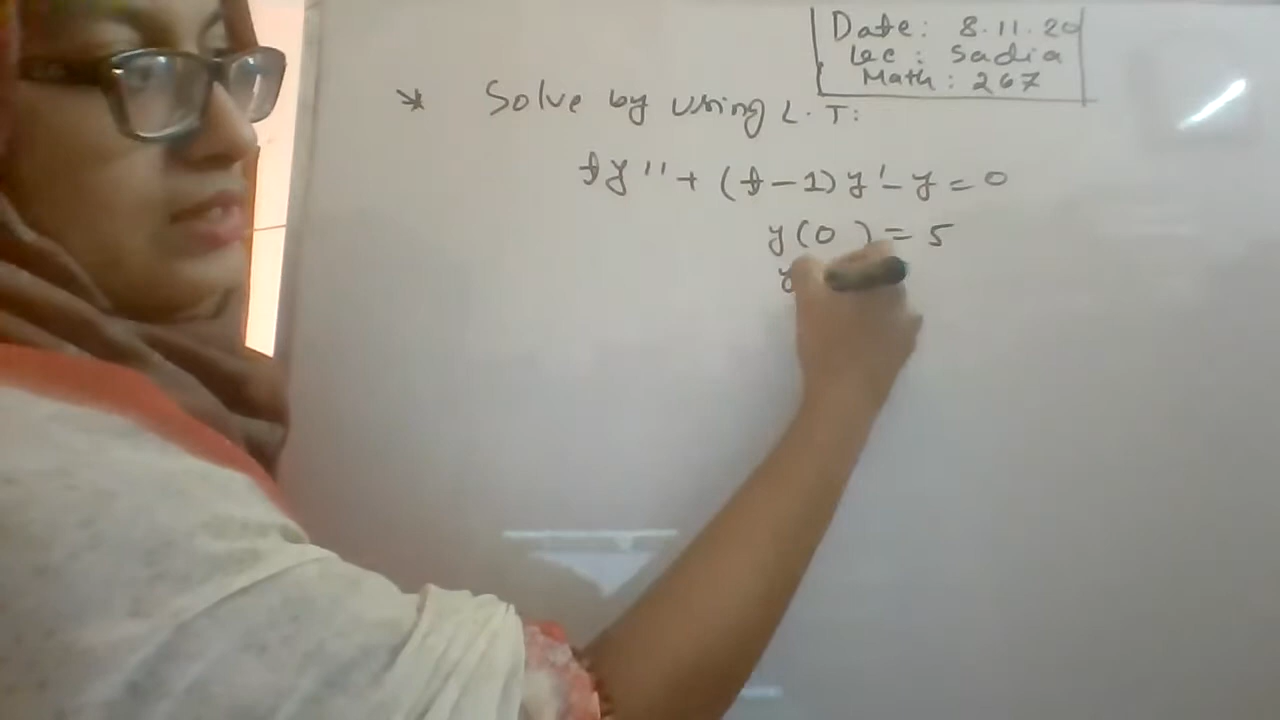 Date: 8.11.20
Lec: Sadia
Math: 267
* Solve by using L.T:
ty'' + (t-1)y' - y = 0
y(0) = 5
y